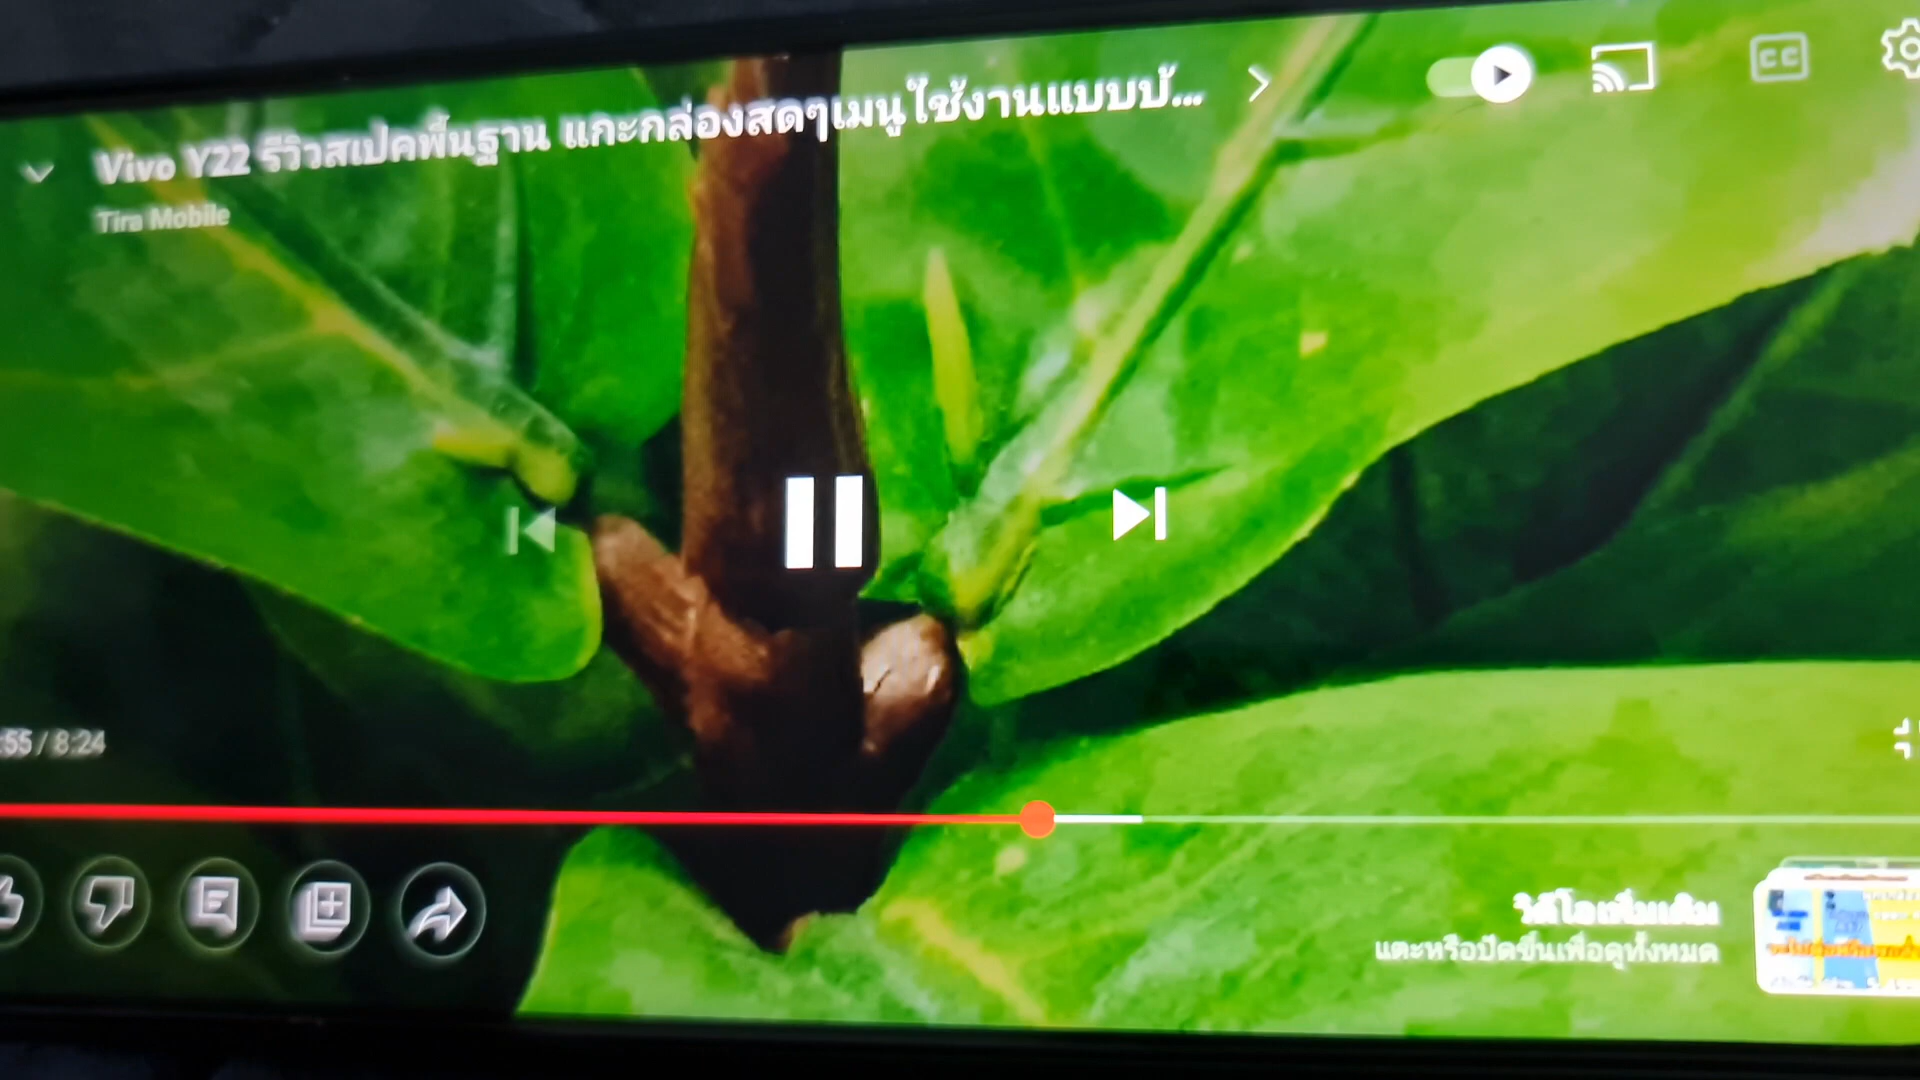 Vivo Y22 รีวิวสเปคพื้นฐาน แกะกล่องสดๆเมนูใช้งานแบบบ้...
Tira Mobile
CC
:55 / 8:24
วิดีโอเพิ่มเติม
แตะหรือปัดขึ้นเพื่อดูทั้งหมด